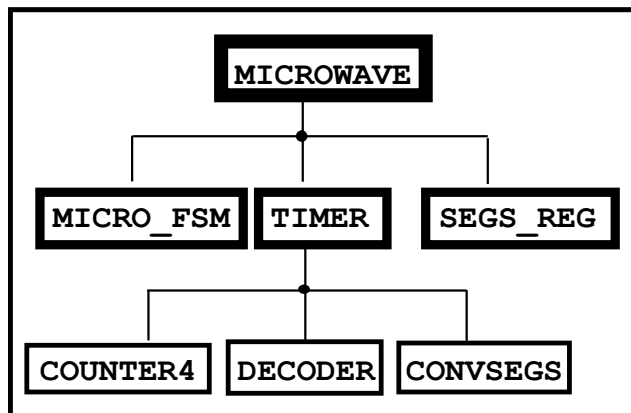 MICROWAVE
MICRO_FSM TIMER SEGS_REG
COUNTER4 DECODER CONVSEGS